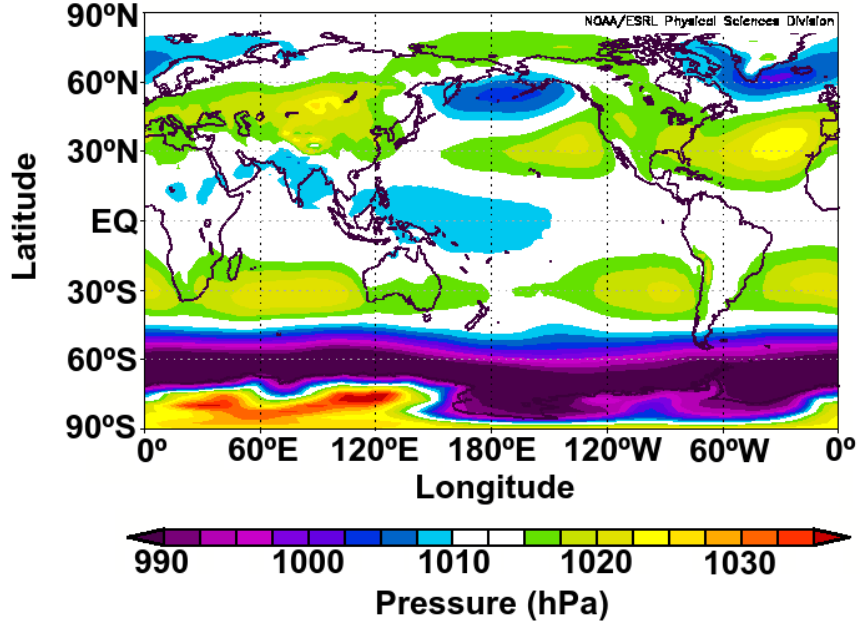 NOAA/ESRL Physical Sciences Division
90ºN
60ºN
30ºN
EQ
30ºS
60ºS
90ºS
Latitude
0º 60ºE 120ºE 180ºE 120ºW 60ºW 0º
Longitude
990 1000 1010 1020 1030
Pressure (hPa)